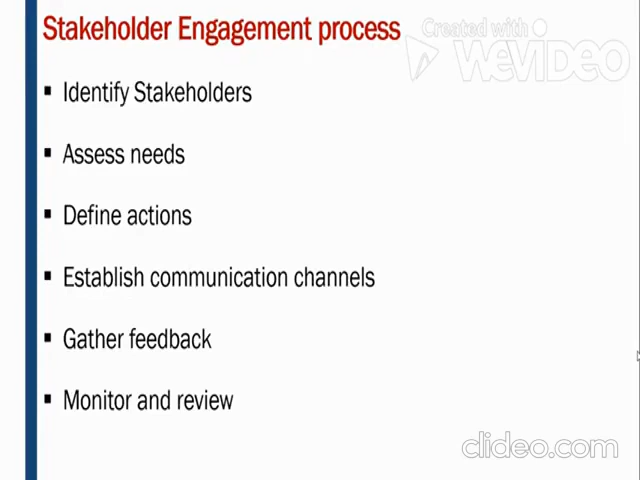 Stakeholder Engagement process
Created with
WeVideo
▪ Identify Stakeholders
▪ Assess needs
▪ Define actions
▪ Establish communication channels
▪ Gather feedback
▪ Monitor and review
clideo.com